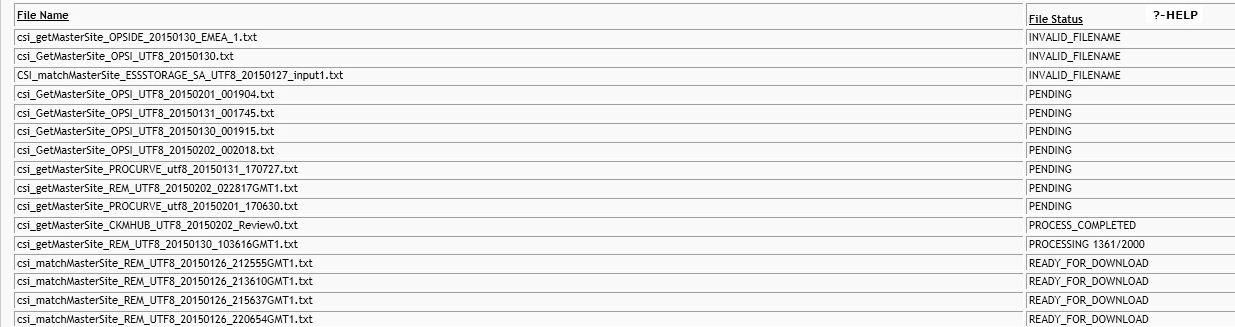 File Name File Status ?-HELP
csi_getMasterSite_OPSIDE_20150130_EMEA_1.txt INVALID_FILENAME
csi_GetMasterSite_OPSI_UTF8_20150130.txt INVALID_FILENAME
CSI_matchMasterSite_ESSSTORAGE_SA_UTF8_20150127_input1.txt INVALID_FILENAME
csi_GetMasterSite_OPSI_UTF8_20150201_001904.txt PENDING
csi_GetMasterSite_OPSI_UTF8_20150131_001745.txt PENDING
csi_GetMasterSite_OPSI_UTF8_20150130_001915.txt PENDING
csi_GetMasterSite_OPSI_UTF8_20150202_002018.txt PENDING
csi_getMasterSite_PROCURVE_utf8_20150131_170727.txt PENDING
csi_getMasterSite_REM_UTF8_20150202_022817GMT1.txt PENDING
csi_getMasterSite_PROCURVE_utf8_20150201_170630.txt PENDING
csi_getMasterSite_CKMHUB_UTF8_20150202_Review0.txt PROCESS_COMPLETED
csi_getMasterSite_REM_UTF8_20150130_103616GMT1.txt PROCESSING 1361/2000
csi_matchMasterSite_REM_UTF8_20150126_212555GMT1.txt READY_FOR_DOWNLOAD
csi_matchMasterSite_REM_UTF8_20150126_213610GMT1.txt READY_FOR_DOWNLOAD
csi_matchMasterSite_REM_UTF8_20150126_215637GMT1.txt READY_FOR_DOWNLOAD
csi_matchMasterSite_REM_UTF8_20150126_220654GMT1.txt READY_FOR_DOWNLOAD